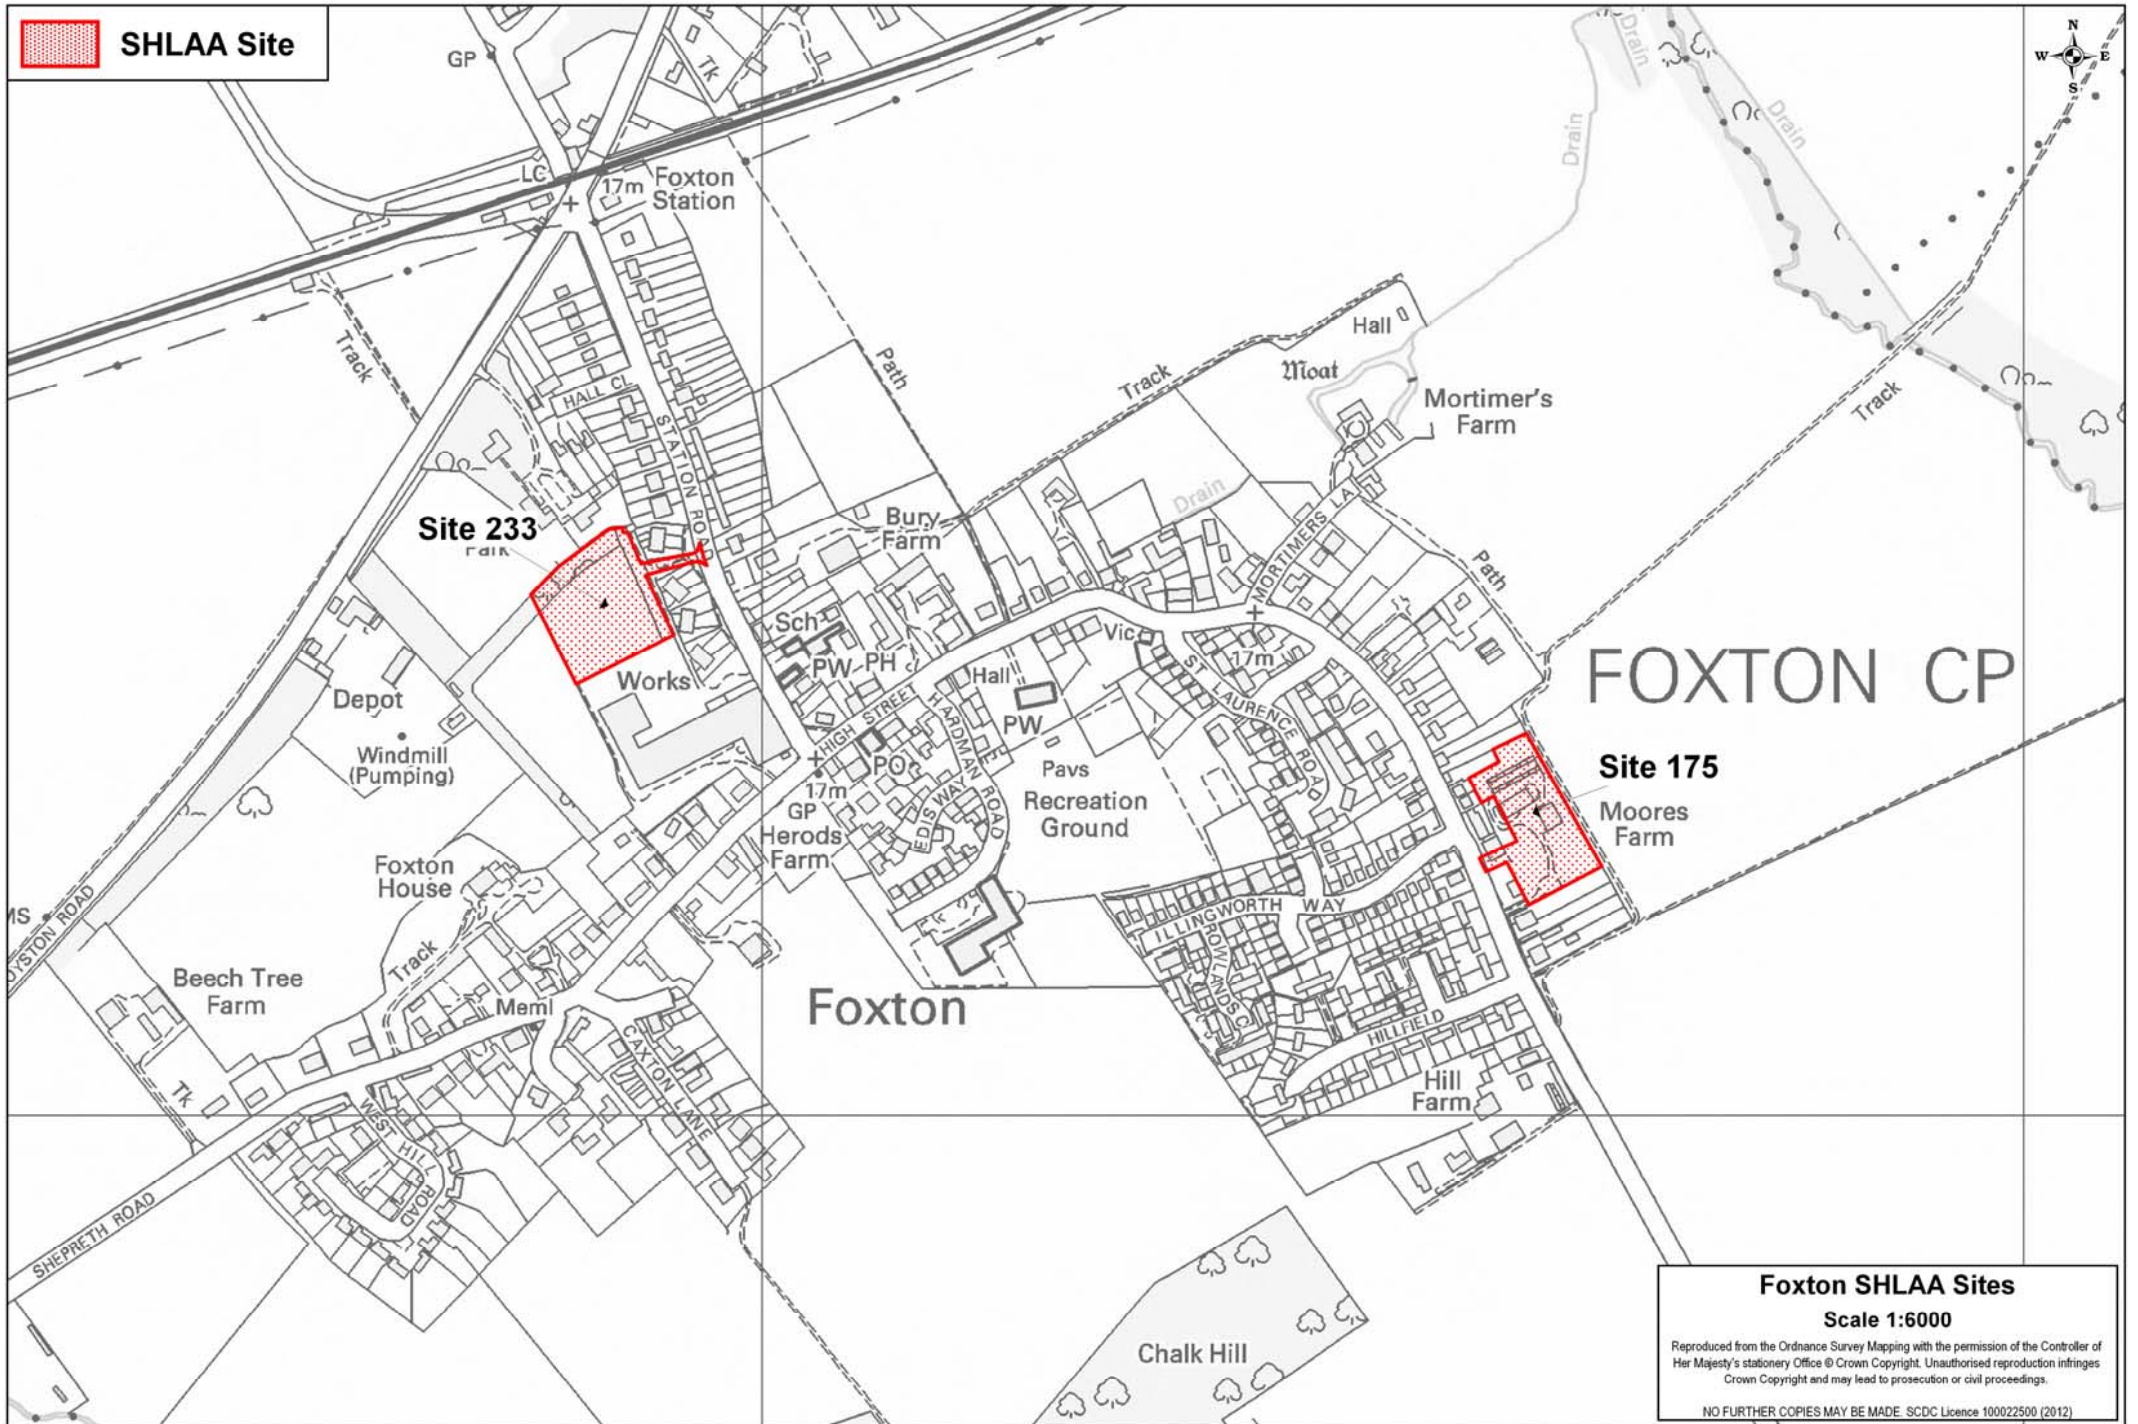 SHLAA Site
GP
Tk
Drain
Drain
Drain
N
W
E
S
LC
17m
Foxton
Station
Track
Path
Track
Hall
Moat
Mortimer's
Farm
Track
HALL CL
STATION ROAD
Drain
MORTIMERS LA
Path
Site 233
Park
Bury
Farm
Sch
PW
PH
Vic
17m
FOXTON CP
Works
Hall
PW
ST LAURENCE ROAD
Depot
Windmill
(Pumping)
HIGH STREET
HARDMAN ROAD
PO
EDIS WAY
Pavs
Recreation
Ground
Site 175
Moores
Farm
17m
GP
Herods
Farm
Foxton
House
OYSTON ROAD
ILLINGWORTH WAY
ROWLANDS C
Beech Tree
Farm
Track
Meml
Foxton
CAXTON LANE
HILLFIELD
Hill
Farm
Tk
WEST HILL
ROAD
SHEPRETH ROAD
Chalk Hill
Foxton SHLAA Sites
Scale 1:6000
Reproduced from the Ordnance Survey Mapping with the permission of the Controller of
Her Majesty's stationery Office © Crown Copyright. Unauthorised reproduction infringes
Crown Copyright and may lead to prosecution or civil proceedings.
NO FURTHER COPIES MAY BE MADE. SCDC Licence 100022500 (2012)